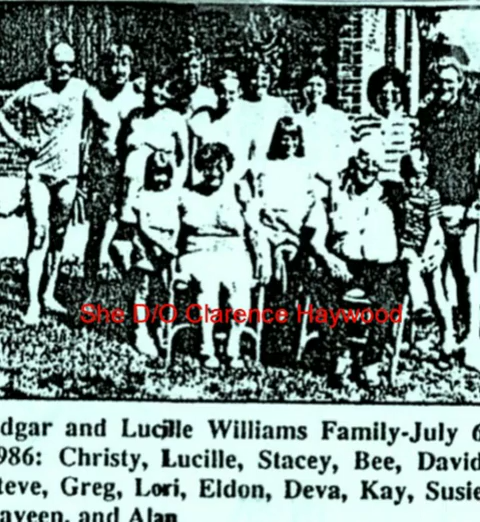 She D/O Clarence Haywood
dgar and Lucille Williams Family-July 6
986: Christy, Lucille, Stacey, Bee, David
teve, Greg, Lori, Eldon, Deva, Kay, Susie
aveen, and Alan